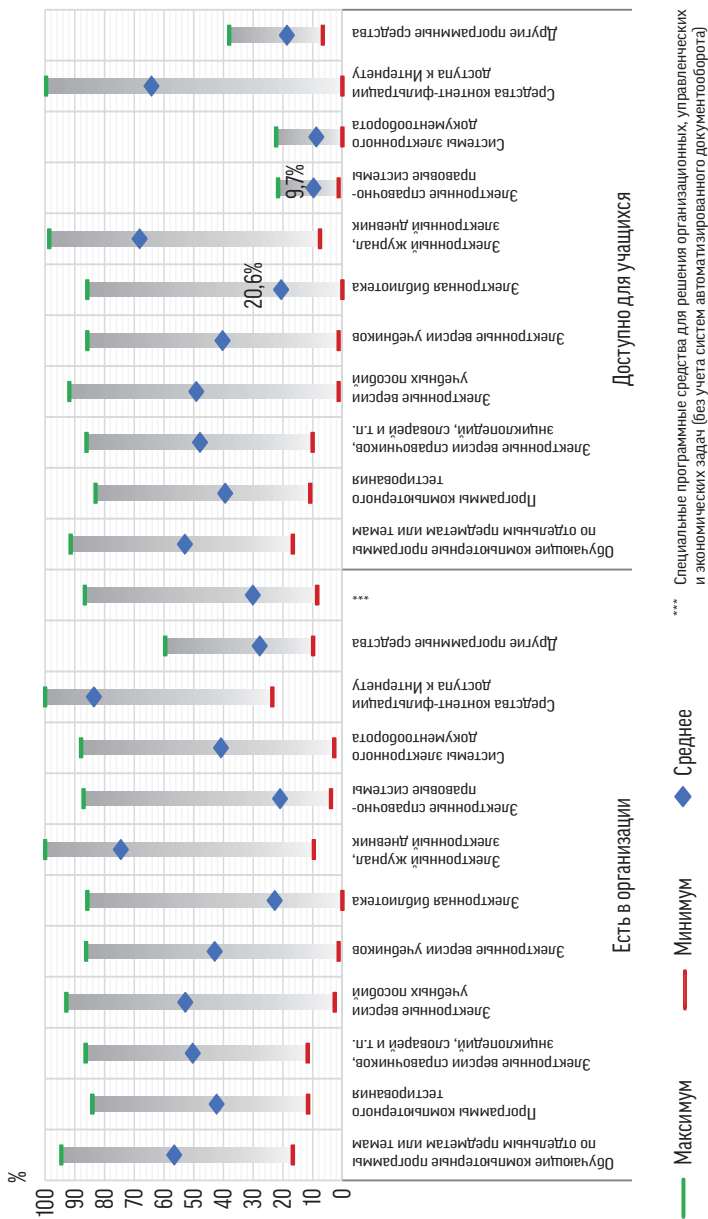 %
100
90
80
70
60
50
40
30
20
10
0
Обучающие компьютерные программы
по отдельным предметам или темам
Программы компьютерного
тестирования
Электронные версии справочников,
энциклопедий, словарей и т.п.
Электронные версии
учебных пособий
Электронные версии учебников
Электронная библиотека
Электронный журнал,
электронный дневник
Электронные справочно-
правовые системы
Системы электронного
документооборота
Средства контент-фильтрации
доступа к Интернету
Другие программные средства
***
Обучающие компьютерные программы
по отдельным предметам или темам
Программы компьютерного
тестирования
Электронные версии справочников,
энциклопедий, словарей и т.п.
Электронные версии
учебных пособий
Электронные версии учебников
20,6%
Электронная библиотека
Электронный журнал,
электронный дневник
9,7%
Электронные справочно-
правовые системы
Системы электронного
документооборота
Средства контент-фильтрации
доступа к Интернету
Другие программные средства
Есть в организации
Доступно для учащихся
Максимум
Минимум
Среднее
*** Специальные программные средства для решения организационных, управленческих
и экономических задач (без учета систем автоматизированного документооборота)